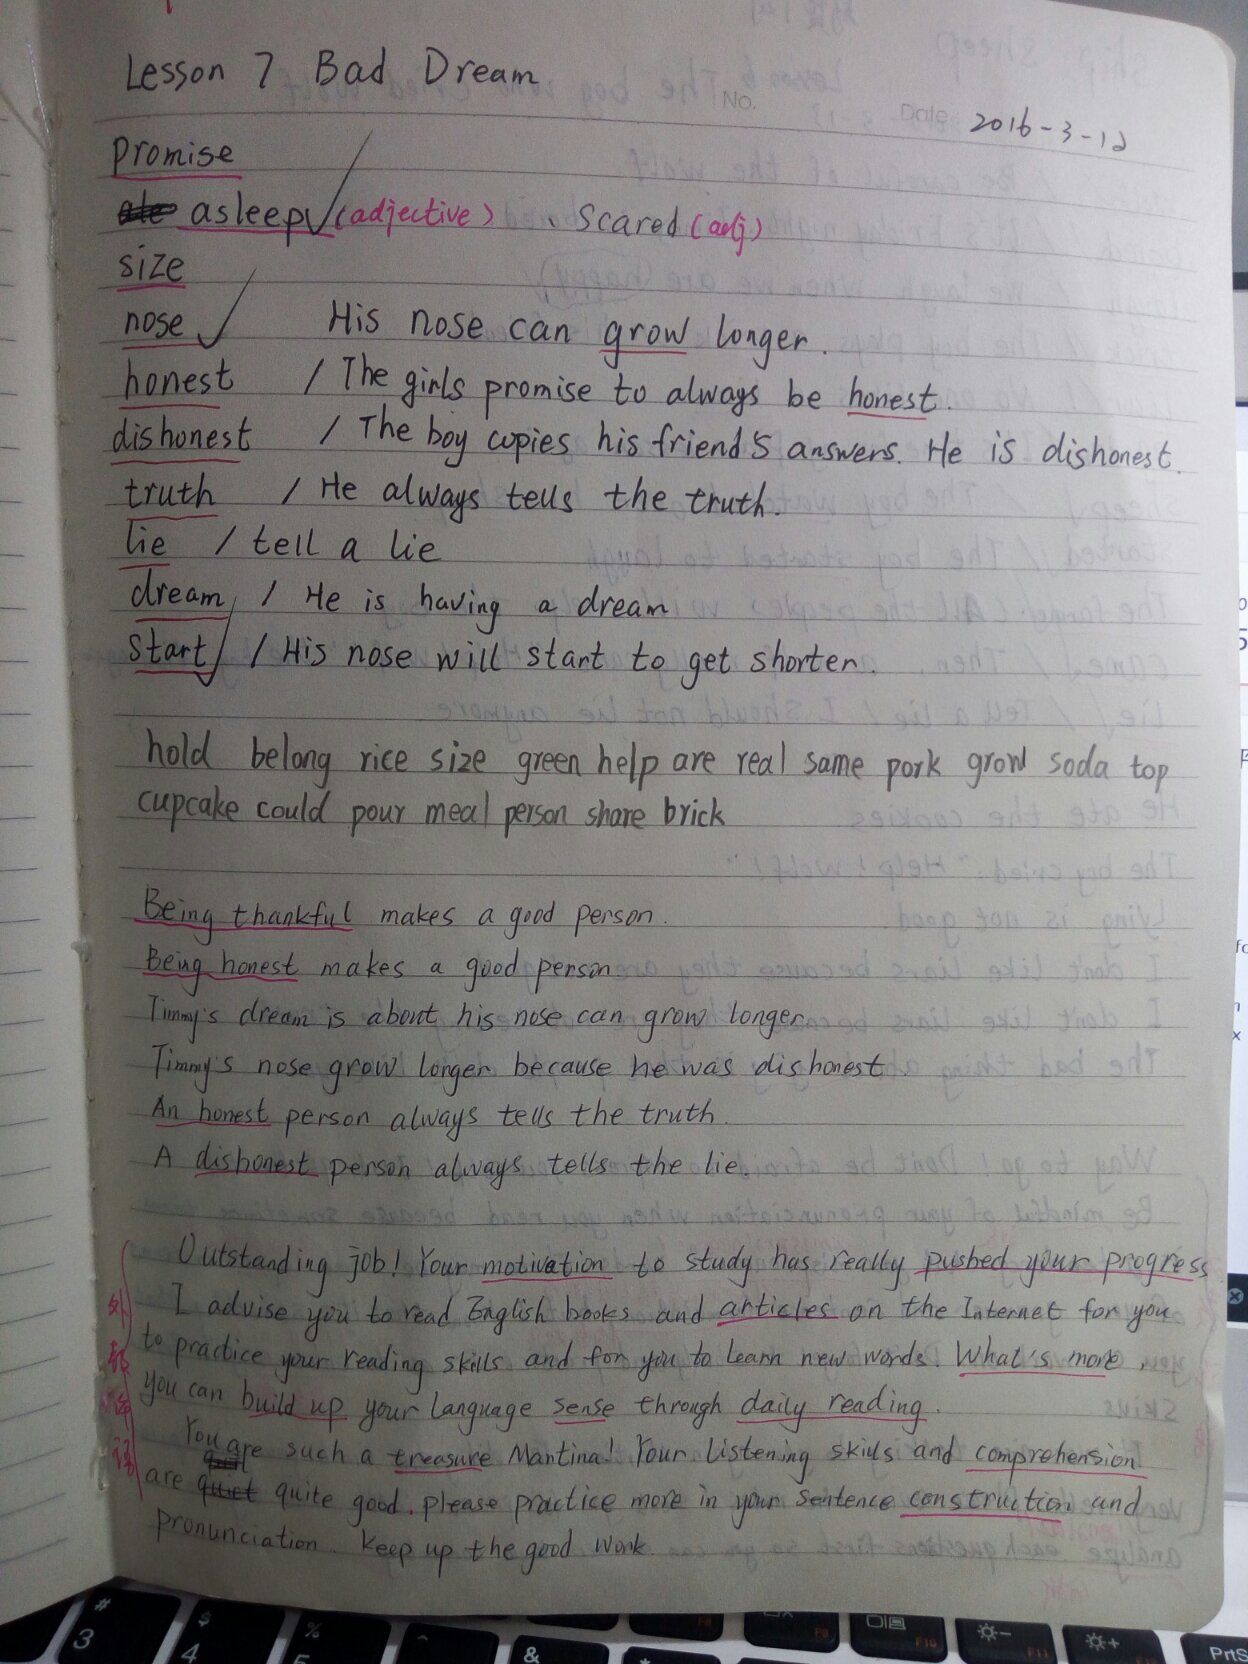 Lesson 7 Bad Dream
No.
Date 2016-3-12
promise
asleep (adjective) 、 Scared (adj)
size
nose His nose can grow longer.
honest / The girls promise to always be honest.
dishonest / The boy copies his friend's answers. He is dishonest.
truth / He always tells the truth.
lie / tell a lie
dream / He is having a dream
start / His nose will start to get shorter.
hold belong rice size green help are real same pork grow soda top
cupcake could pour meal person share brick
Being thankful makes a good person.
Being honest makes a good person
Timmy's dream is about his nose can grow longer
Timmy's nose grow longer because he was dishonest
An honest person always tells the truth.
A dishonest person always tells the lie.
Outstanding job! Your motivation to study has really pushed your progress
I advise you to read English books and articles on the Internet for you
to practice your reading skills and for you to learn new words. What's more,
you can build up your language sense through daily reading.
You are such a treasure Mantina! Your listening skills and comprehension
are quiet quite good. please practice more in your sentence construction and
pronunciation. keep up the good work.